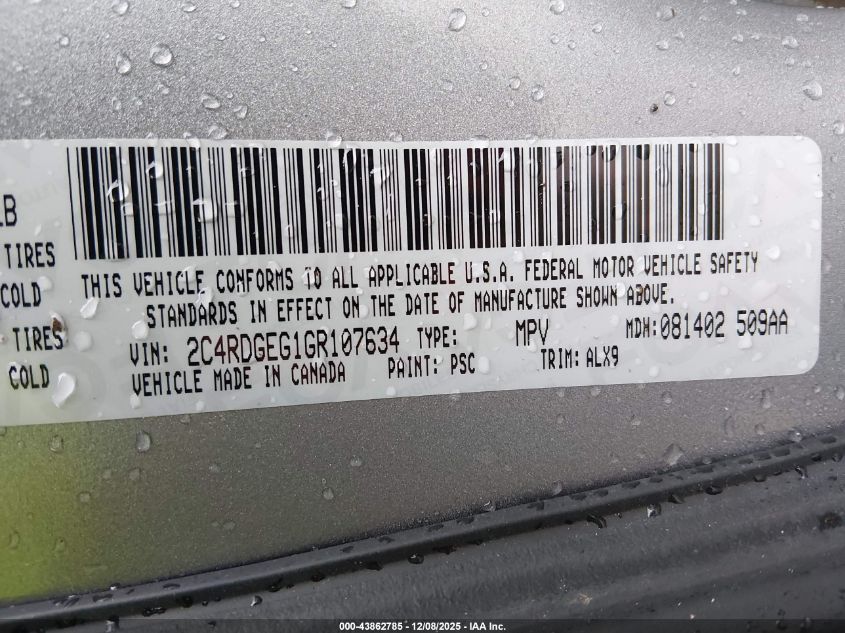 LB
TIRES
COLD
TIRES
COLD
THIS VEHICLE CONFORMS TO ALL APPLICABLE U.S.A. FEDERAL MOTOR VEHICLE SAFETY
STANDARDS IN EFFECT ON THE DATE OF MANUFACTURE SHOWN ABOVE.
VIN: 2C4RDGEG1GR107634 TYPE: MPV MDH:081402 509AA
VEHICLE MADE IN CANADA PAINT: PSC TRIM: ALX9
000-43862785 - 12/08/2025 - IAA Inc.